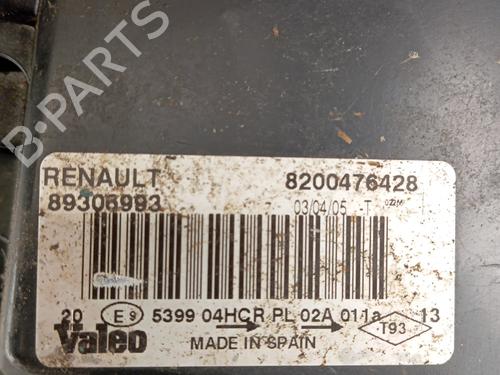 B-PARTS
RENAULT 8200476428
89306993 03/04/05 -T
20 E9 5399 04HCR PL 02A 011a 13
Valeo MADE IN SPAIN T93